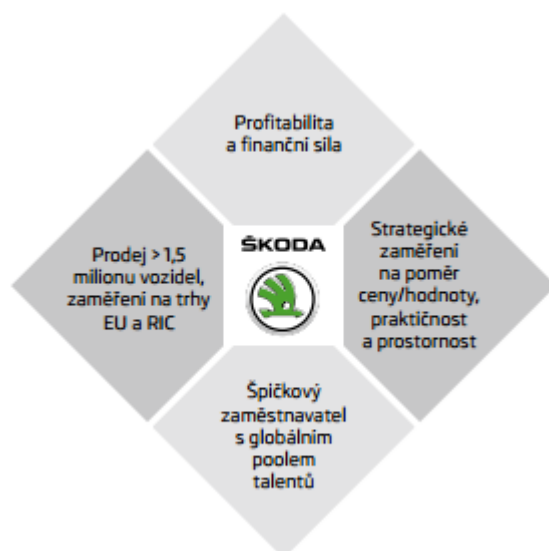 Profitabilita
a finanční síla
Prodej > 1,5
milionu vozidel,
zaměření na trhy
EU a RIC
ŠKODA
Strategické
zaměření
na poměr
ceny/hodnoty,
praktičnost
a prostornost
Špičkový
zaměstnavatel
s globálním
poolem
talentů